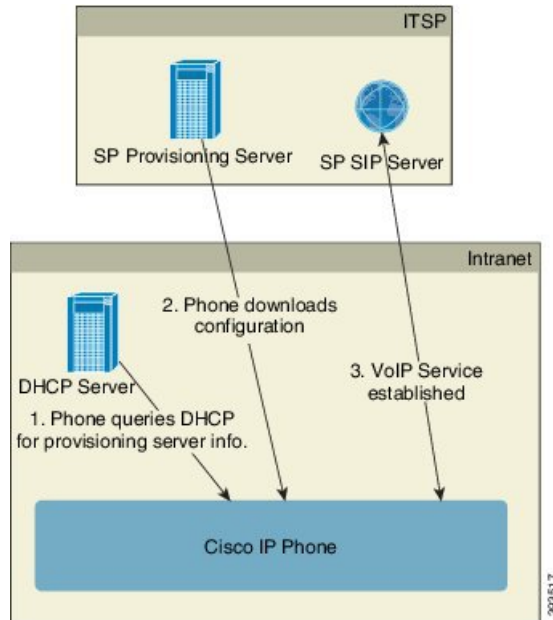 ITSP
SP Provisioning Server
SP SIP Server
Intranet
2. Phone downloads
configuration
DHCP Server
3. VoIP Service
established
1. Phone queries DHCP
for provisioning server info.
Cisco IP Phone
293517